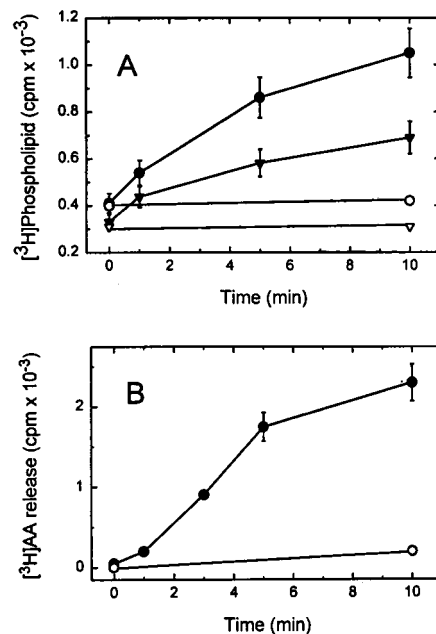 A
[³H]Phospholipid (cpm x 10⁻³)
1.2
1.0
0.8
0.6
0.4
0.2
0 2 4 6 8 10
Time (min)
B
[³H]AA release (cpm x 10⁻³)
2
1
0
0 2 4 6 8 10
Time (min)